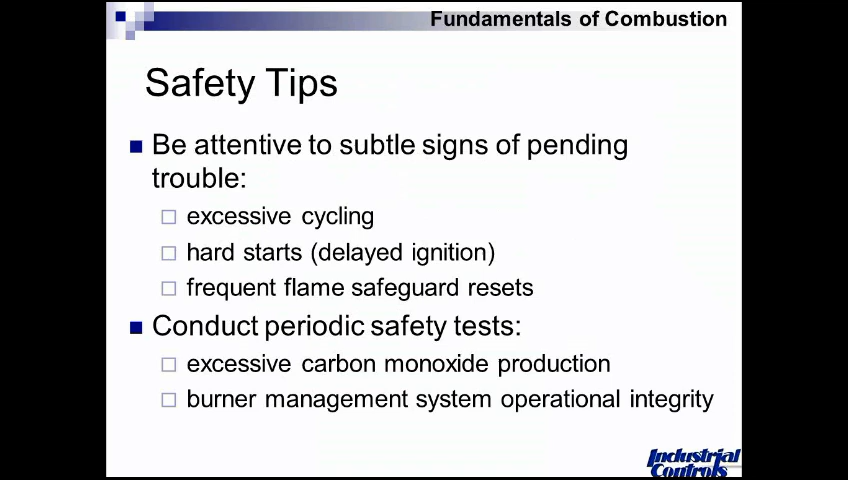 Fundamentals of Combustion
Safety Tips
Be attentive to subtle signs of pending
trouble:
excessive cycling
hard starts (delayed ignition)
frequent flame safeguard resets
Conduct periodic safety tests:
excessive carbon monoxide production
burner management system operational integrity
Industrial
Controls